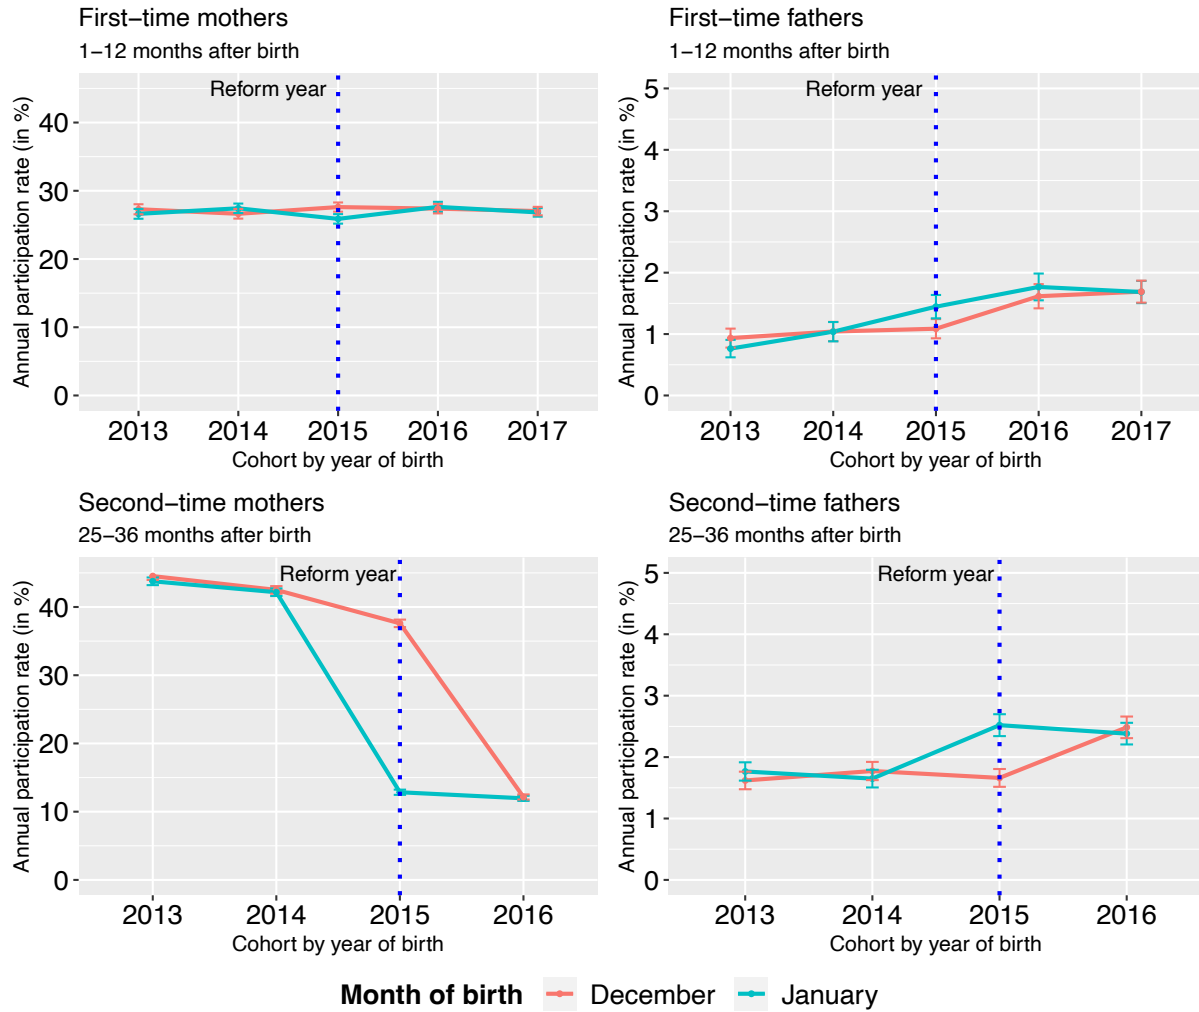 First−time mothers
1−12 months after birth
Annual participation rate (in %)
40
30
20
10
0
Reform year
2013 2014 2015 2016 2017
Cohort by year of birth
First−time fathers
1−12 months after birth
Annual participation rate (in %)
5
4
3
2
1
0
Reform year
2013 2014 2015 2016 2017
Cohort by year of birth
Second−time mothers
25−36 months after birth
Annual participation rate (in %)
40
30
20
10
0
Reform year
2013 2014 2015 2016
Cohort by year of birth
Second−time fathers
25−36 months after birth
Annual participation rate (in %)
5
4
3
2
1
0
Reform year
2013 2014 2015 2016
Cohort by year of birth
Month of birth December January